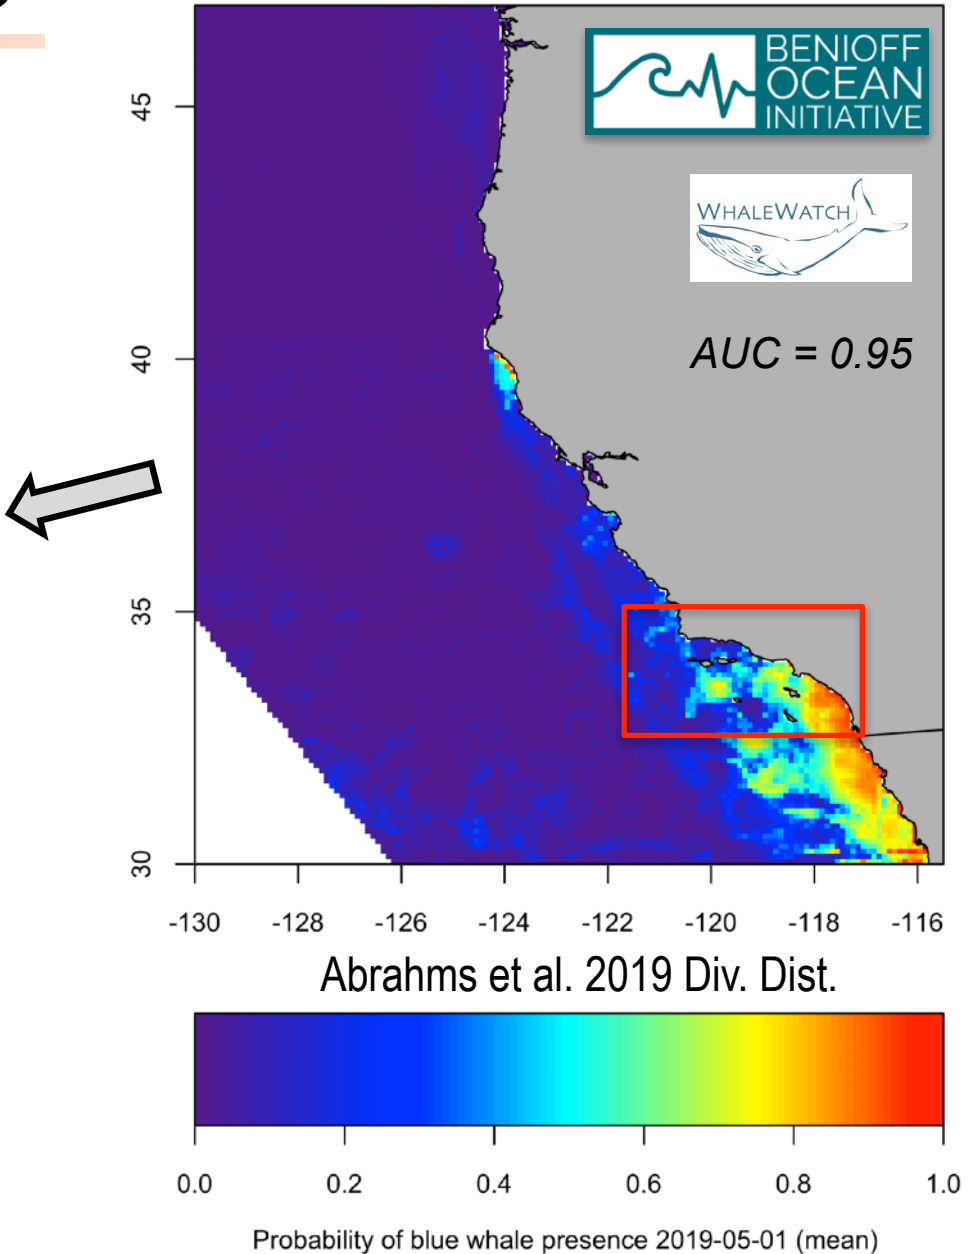 BENIOFF
OCEAN
INITIATIVE
WHALEWATCH
AUC = 0.95
45
40
35
30
-130 -128 -126 -124 -122 -120 -118 -116
Abrahms et al. 2019 Div. Dist.
0.0 0.2 0.4 0.6 0.8 1.0
Probability of blue whale presence 2019-05-01 (mean)